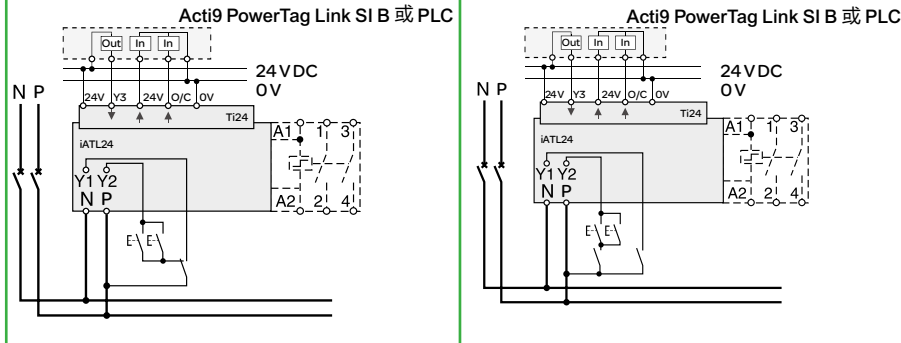 Acti9 PowerTag Link SI B 或 PLC
Out In In
24 V DC
0 V
N P
24V Y3 24V O/C 0V
Ti24
iATL24
A1 1 3
Y1 Y2
N P
A2 2 4
E E
Acti9 PowerTag Link SI B 或 PLC
Out In In
24 V DC
0 V
N P
24V Y3 24V O/C 0V
Ti24
iATL24
A1 1 3
Y1 Y2
N P
A2 2 4
E E